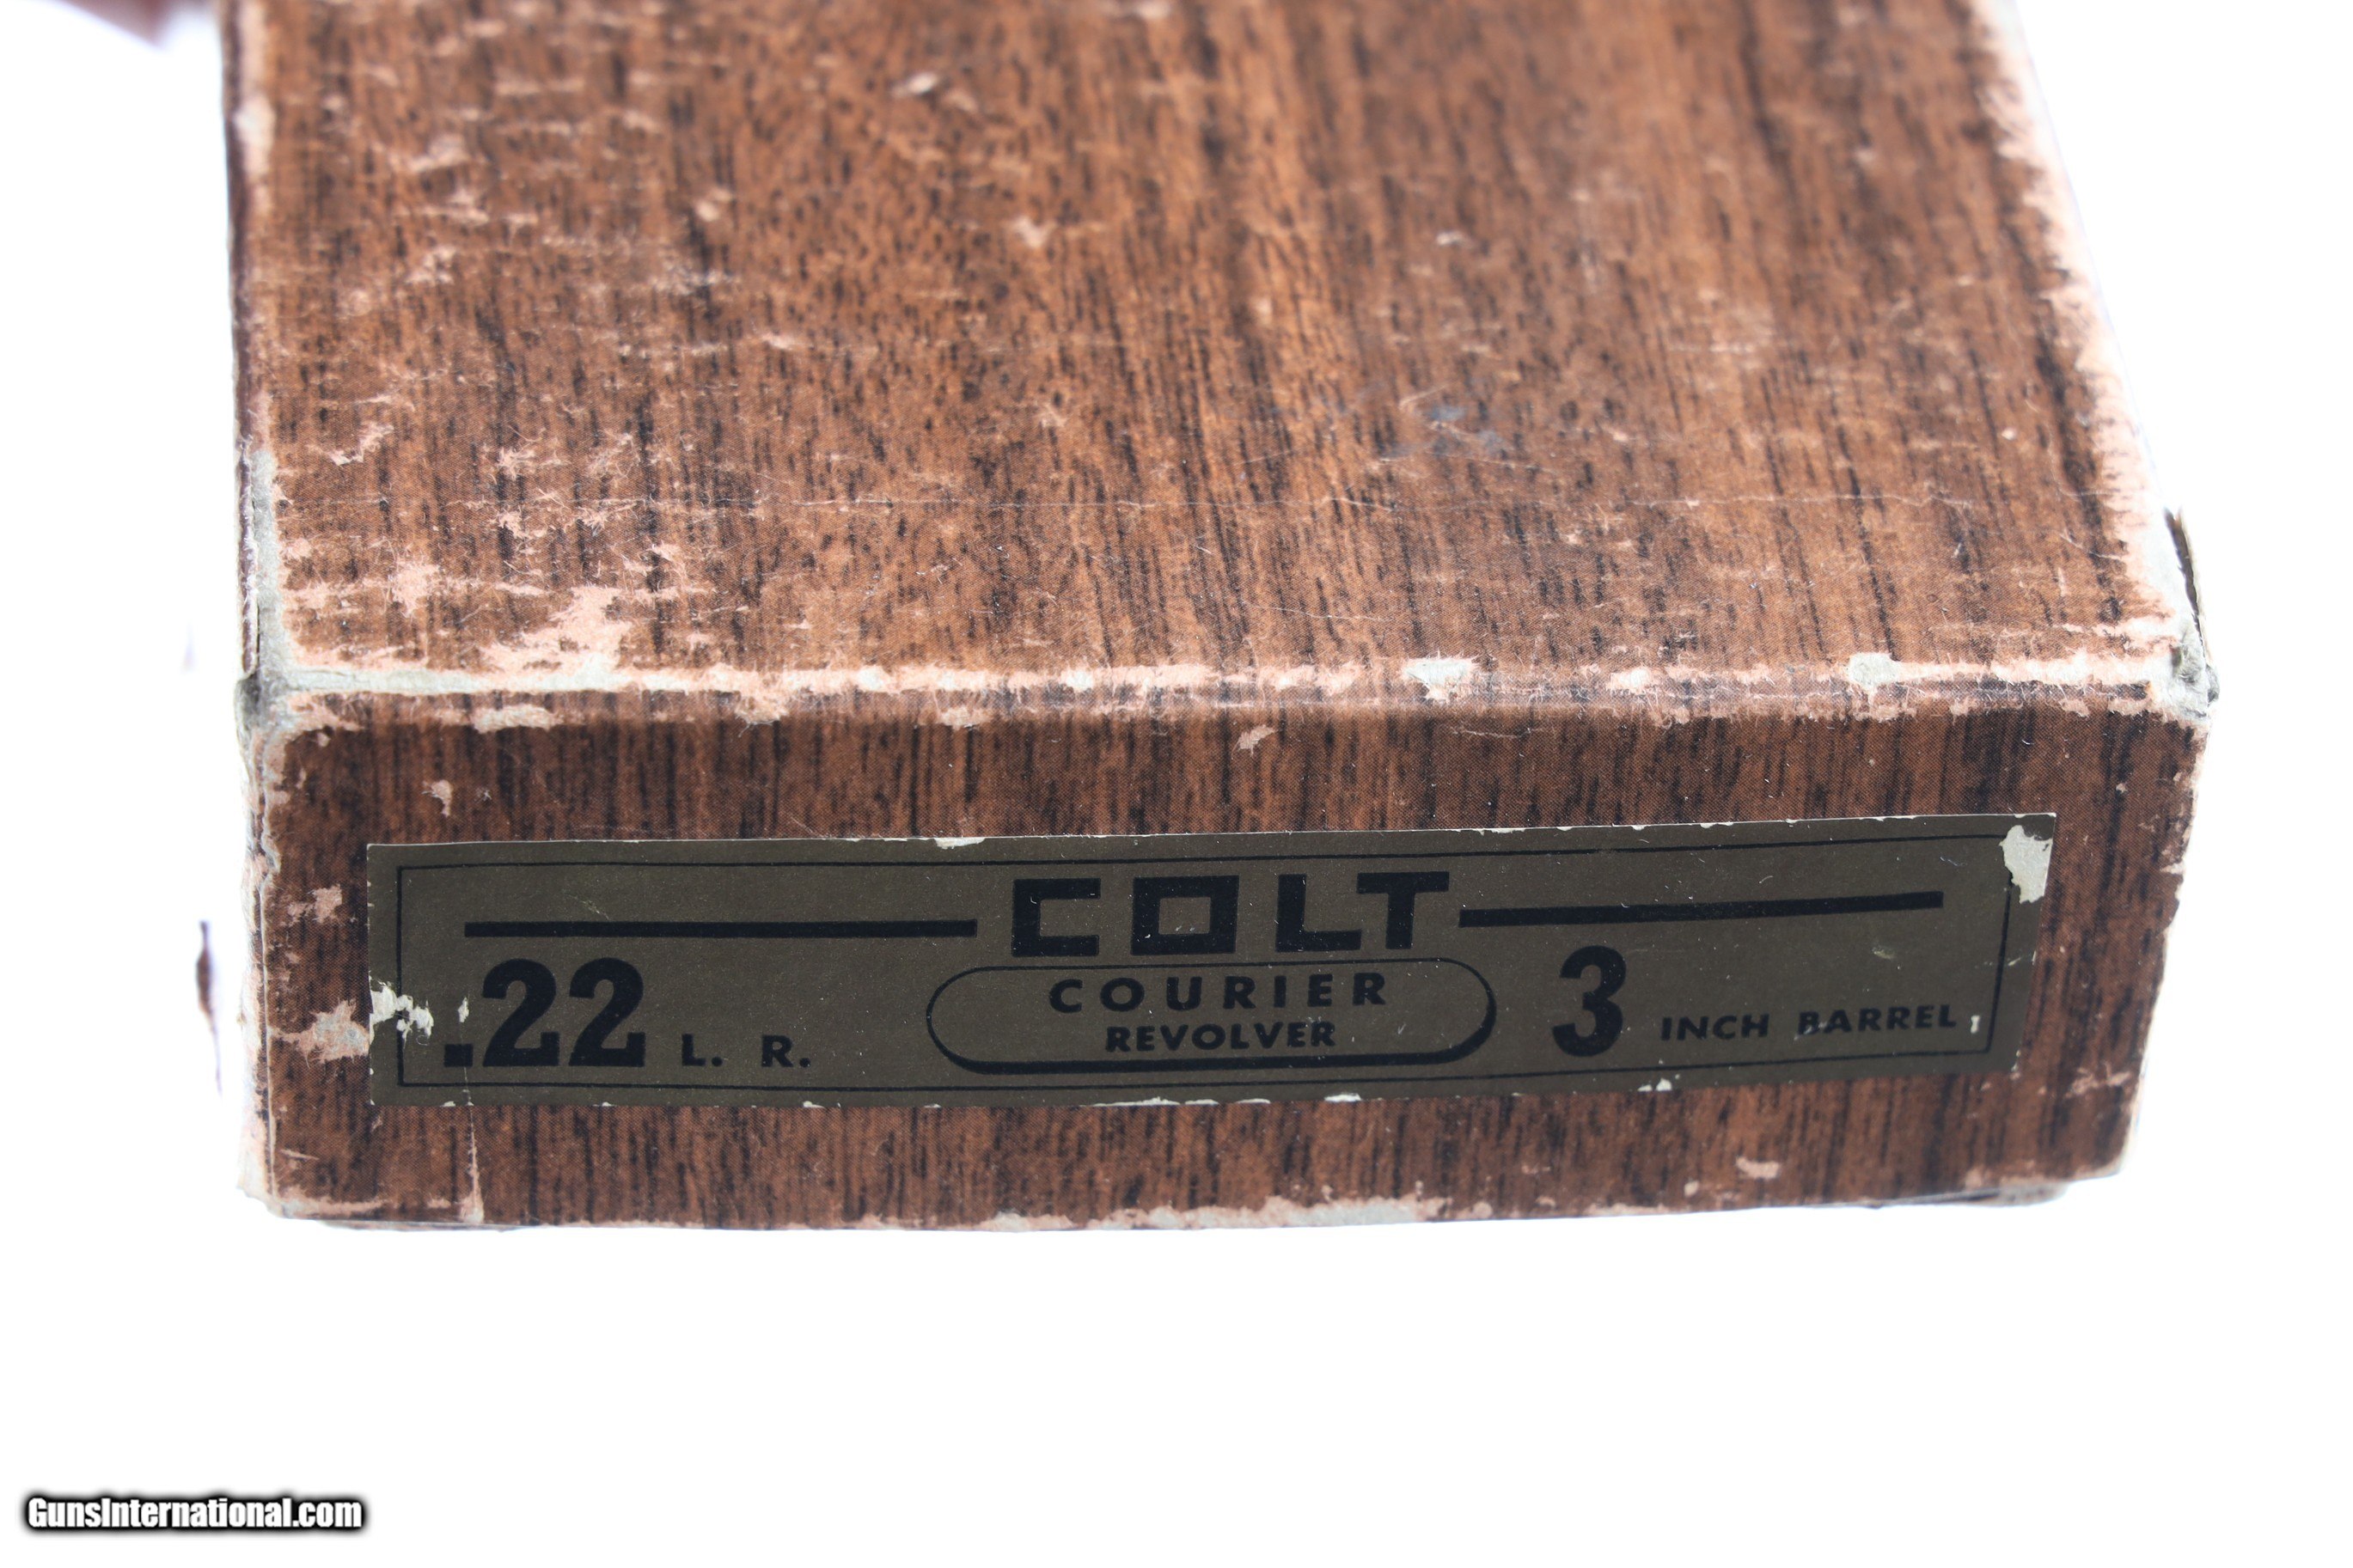 COLT
.22 L. R.
COURIER
REVOLVER
3 INCH BARREL
GunsInternational.com